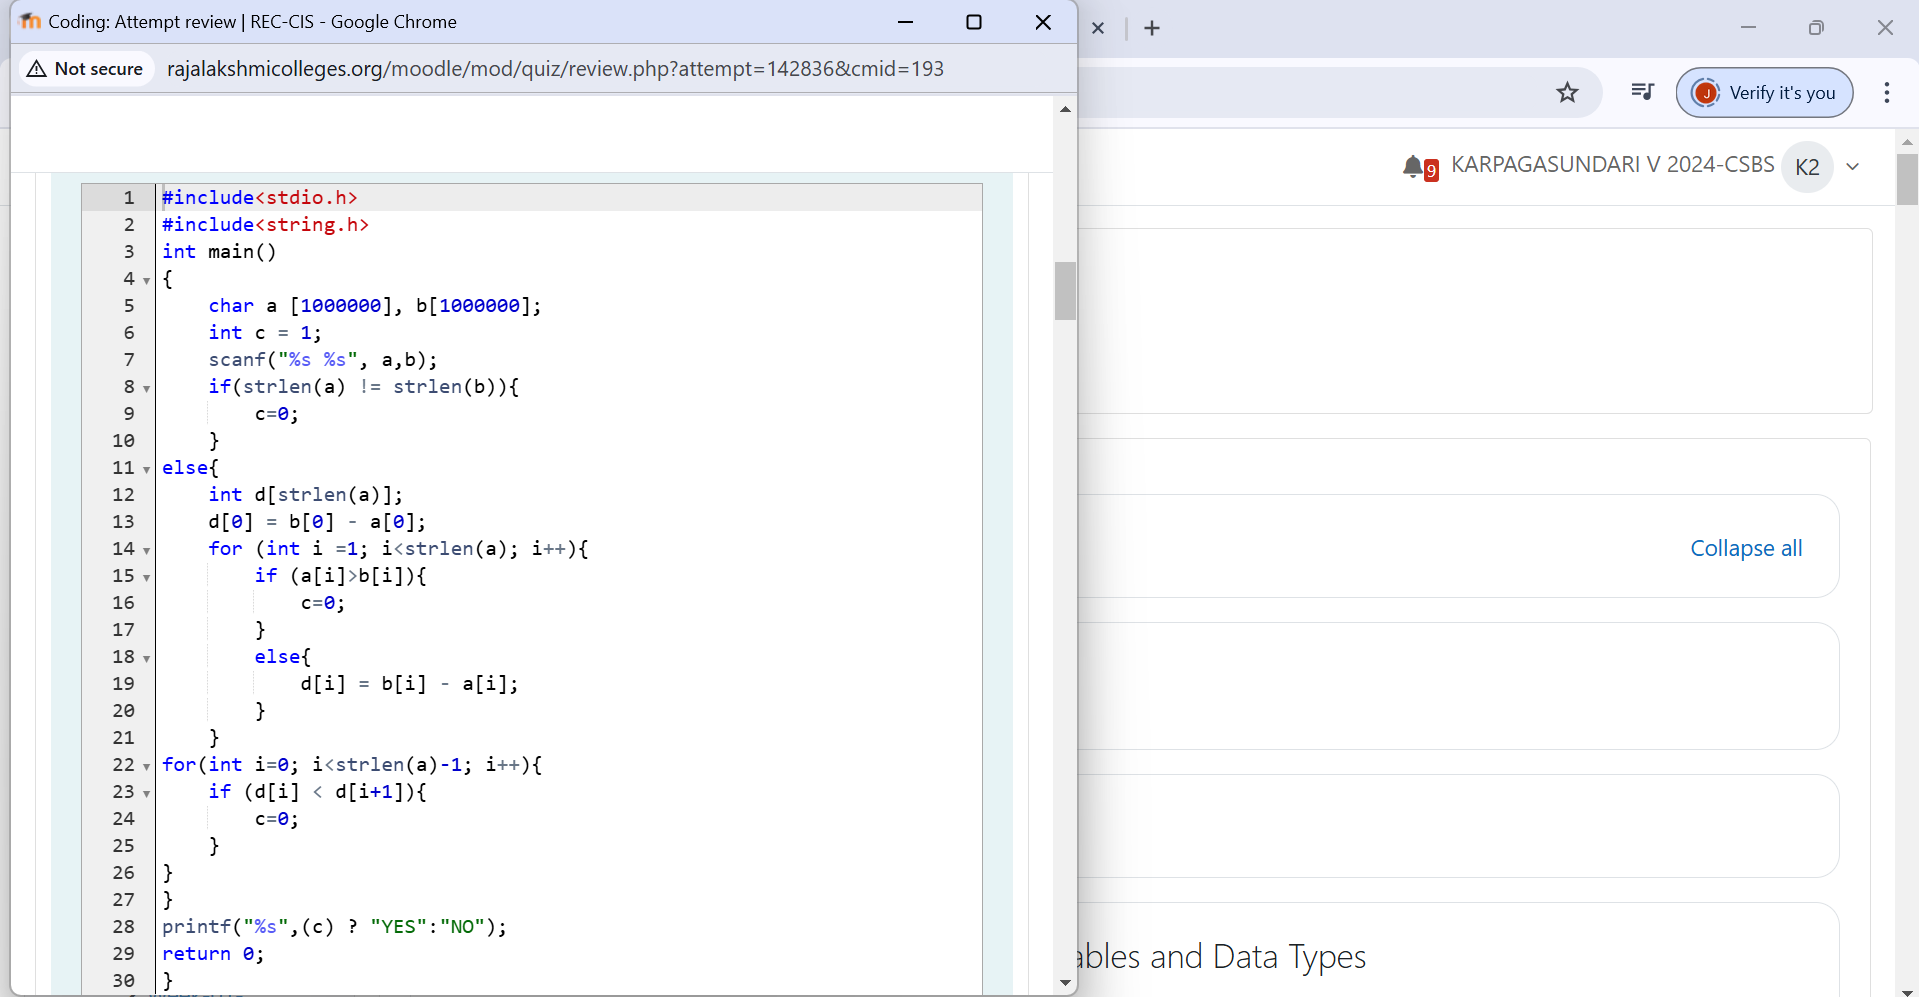 Coding: Attempt review | REC-CIS - Google Chrome
Not secure rajalakshmicolleges.org/moodle/mod/quiz/review.php?attempt=142836&cmid=193
J Verify it's you
9 KARPAGASUNDARI V 2024-CSBS K2
1 #include<stdio.h>
2 #include<string.h>
3 int main()
4 {
5 char a [1000000], b[1000000];
6 int c = 1;
7 scanf("%s %s", a,b);
8 if(strlen(a) != strlen(b)){
9 c=0;
10 }
11 else{
12 int d[strlen(a)];
13 d[0] = b[0] - a[0];
14 for (int i =1; i<strlen(a); i++){
15 if (a[i]>b[i]){
16 c=0;
17 }
18 else{
19 d[i] = b[i] - a[i];
20 }
21 }
22 for(int i=0; i<strlen(a)-1; i++){
23 if (d[i] < d[i+1]){
24 c=0;
25 }
26 }
27 }
28 printf("%s",(c) ? "YES":"NO");
29 return 0;
30 }
Collapse all
ables and Data Types